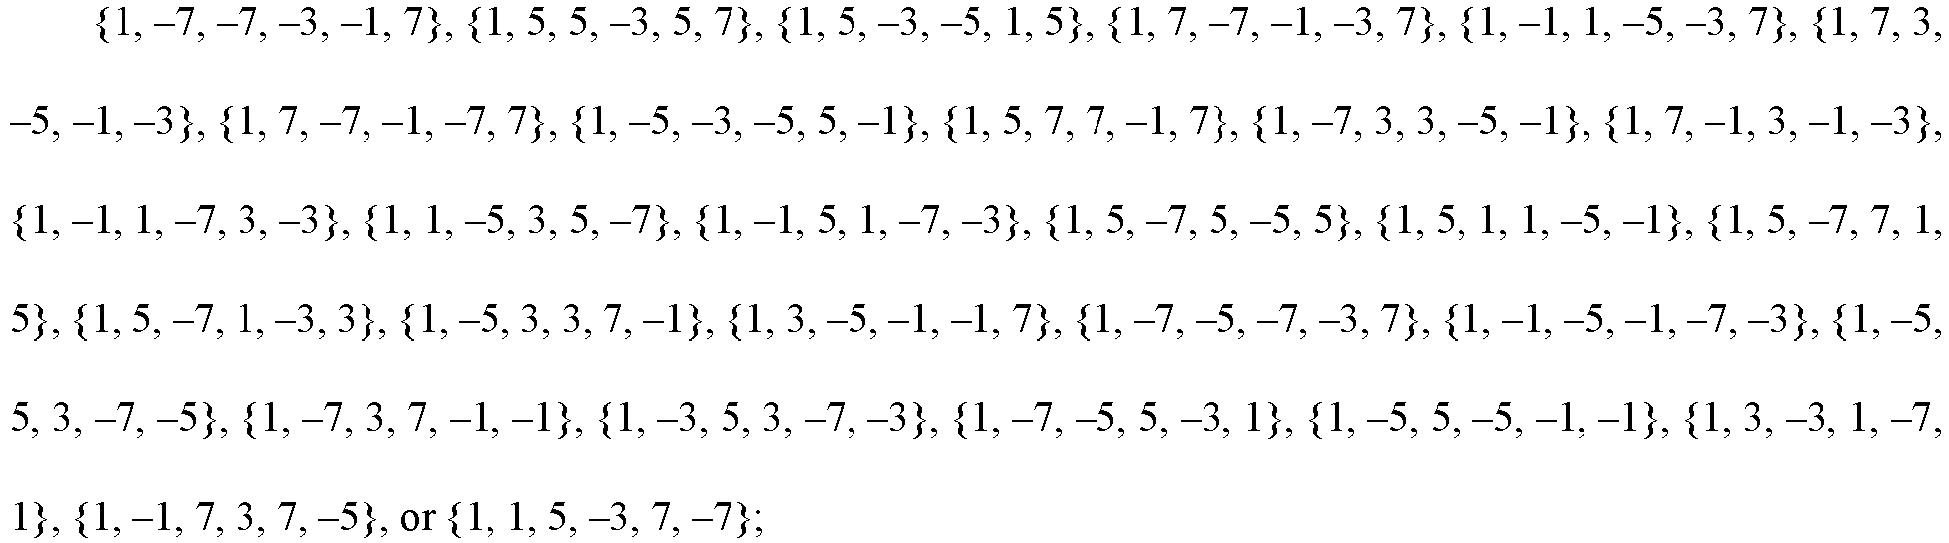 {1, –7, –7, –3, –1, 7}, {1, 5, 5, –3, 5, 7}, {1, 5, –3, –5, 1, 5}, {1, 7, –7, –1, –3, 7}, {1, –1, 1, –5, –3, 7}, {1, 7, 3,
–5, –1, –3}, {1, 7, –7, –1, –7, 7}, {1, –5, –3, –5, 5, –1}, {1, 5, 7, 7, –1, 7}, {1, –7, 3, 3, –5, –1}, {1, 7, –1, 3, –1, –3},
{1, –1, 1, –7, 3, –3}, {1, 1, –5, 3, 5, –7}, {1, –1, 5, 1, –7, –3}, {1, 5, –7, 5, –5, 5}, {1, 5, 1, 1, –5, –1}, {1, 5, –7, 7, 1,
5}, {1, 5, –7, 1, –3, 3}, {1, –5, 3, 3, 7, –1}, {1, 3, –5, –1, –1, 7}, {1, –7, –5, –7, –3, 7}, {1, –1, –5, –1, –7, –3}, {1, –5,
5, 3, –7, –5}, {1, –7, 3, 7, –1, –1}, {1, –3, 5, 3, –7, –3}, {1, –7, –5, 5, –3, 1}, {1, –5, 5, –5, –1, –1}, {1, 3, –3, 1, –7,
1}, {1, –1, 7, 3, 7, –5}, or {1, 1, 5, –3, 7, –7};